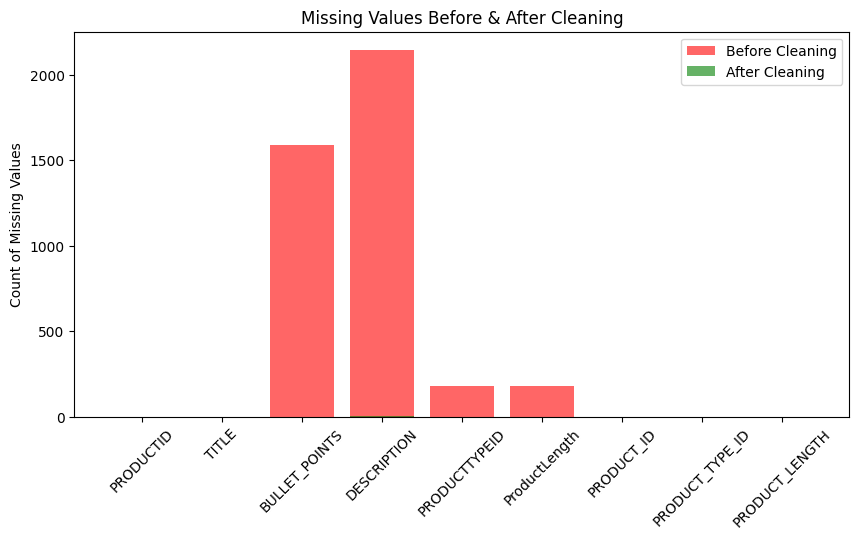 Missing Values Before & After Cleaning
Before Cleaning
After Cleaning
Count of Missing Values
2000
1500
1000
500
0
PRODUCTID
TITLE
BULLET_POINTS
DESCRIPTION
PRODUCTTYPEID
ProductLength
PRODUCT_ID
PRODUCT_TYPE_ID
PRODUCT_LENGTH